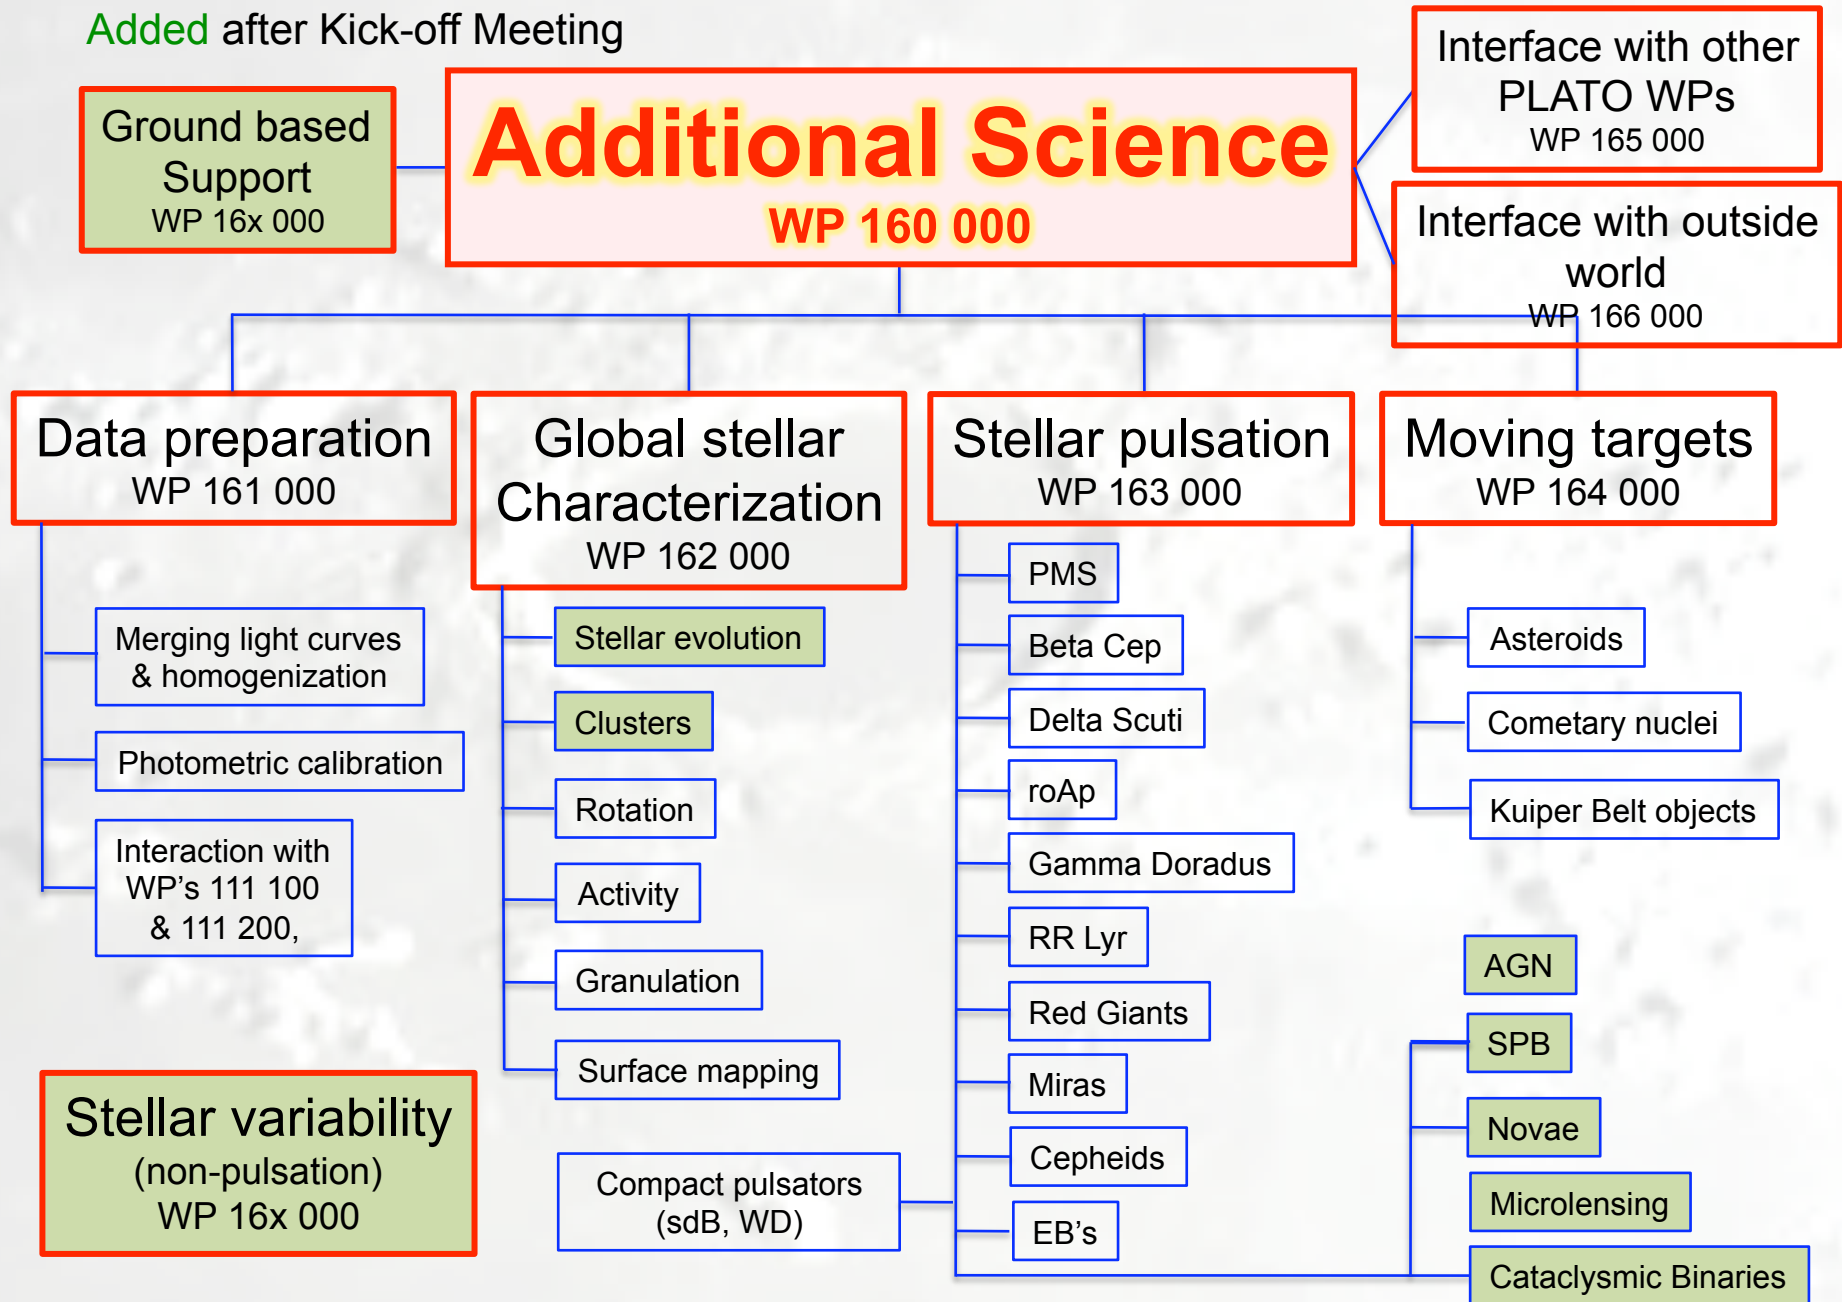 Added after Kick-off Meeting
Ground based
Support
WP 16x 000
Additional Science
WP 160 000
Interface with other
PLATO WPs
WP 165 000
Interface with outside
world
WP 166 000
Data preparation
WP 161 000
Merging light curves
& homogenization
Photometric calibration
Interaction with
WP's 111 100
& 111 200,
Stellar variability
(non-pulsation)
WP 16x 000
Global stellar
Characterization
WP 162 000
Stellar evolution
Clusters
Rotation
Activity
Granulation
Surface mapping
Compact pulsators
(sdB, WD)
Stellar pulsation
WP 163 000
PMS
Beta Cep
Delta Scuti
roAp
Gamma Doradus
RR Lyr
Red Giants
Miras
Cepheids
EB’s
Moving targets
WP 164 000
Asteroids
Cometary nuclei
Kuiper Belt objects
AGN
SPB
Novae
Microlensing
Cataclysmic Binaries